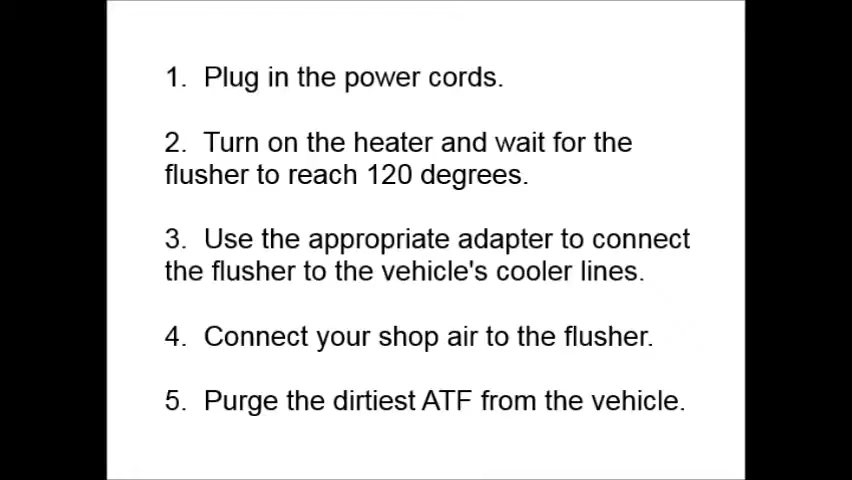 1.  Plug in the power cords.
2.  Turn on the heater and wait for the
flusher to reach 120 degrees.
3.  Use the appropriate adapter to connect
the flusher to the vehicle's cooler lines.
4.  Connect your shop air to the flusher.
5.  Purge the dirtiest ATF from the vehicle.